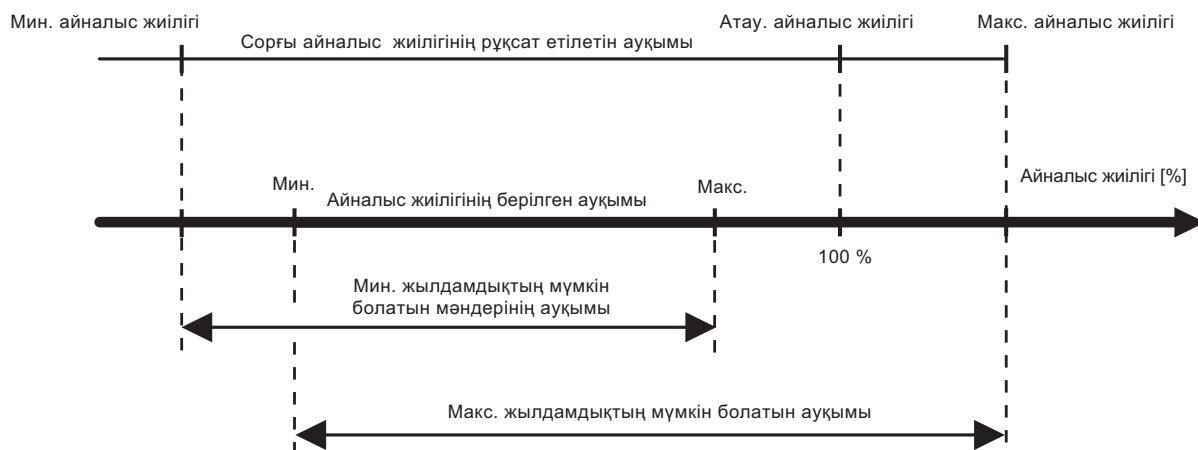 Мин. айналыс жиілігі
Атау. айналыс жиілігі
Макс. айналыс жиілігі
Сорғы айналыс жиілігінің рұқсат етілетін ауқымы
Мин.
Айналыс жиілігінің берілген ауқымы
Макс.
Айналыс жиілігі [%]
100 %
Мин. жылдамдықтың мүмкін
болатын мәндерінің ауқымы
Макс. жылдамдықтың мүмкін болатын ауқымы